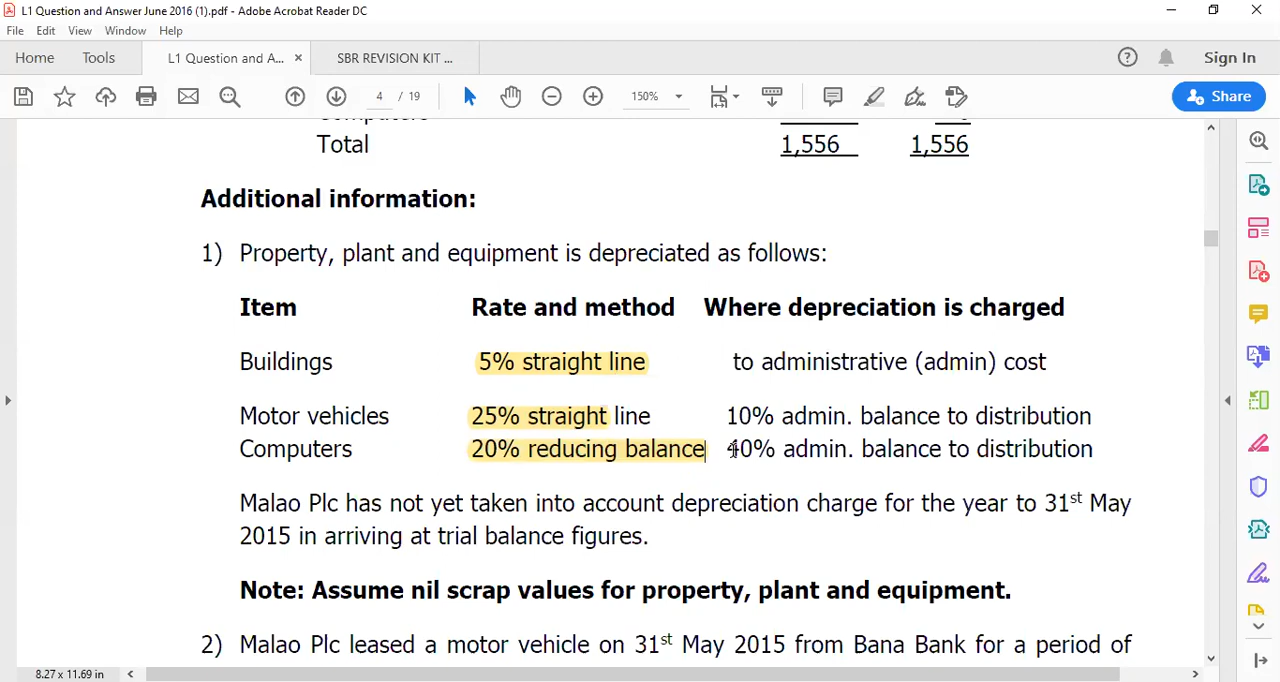 L1 Question and Answer June 2016 (1).pdf - Adobe Acrobat Reader DC
File Edit View Window Help
Home Tools L1 Question and A... × SBR REVISION KIT ... Sign In
4 / 19 150% Share
Total 1,556 1,556
Additional information:
1) Property, plant and equipment is depreciated as follows:
Item Rate and method Where depreciation is charged
Buildings 5% straight line to administrative (admin) cost
Motor vehicles 25% straight line 10% admin. balance to distribution
Computers 20% reducing balance 40% admin. balance to distribution
Malao Plc has not yet taken into account depreciation charge for the year to 31st May
2015 in arriving at trial balance figures.
Note: Assume nil scrap values for property, plant and equipment.
2) Malao Plc leased a motor vehicle on 31st May 2015 from Bana Bank for a period of
8.27 x 11.69 in